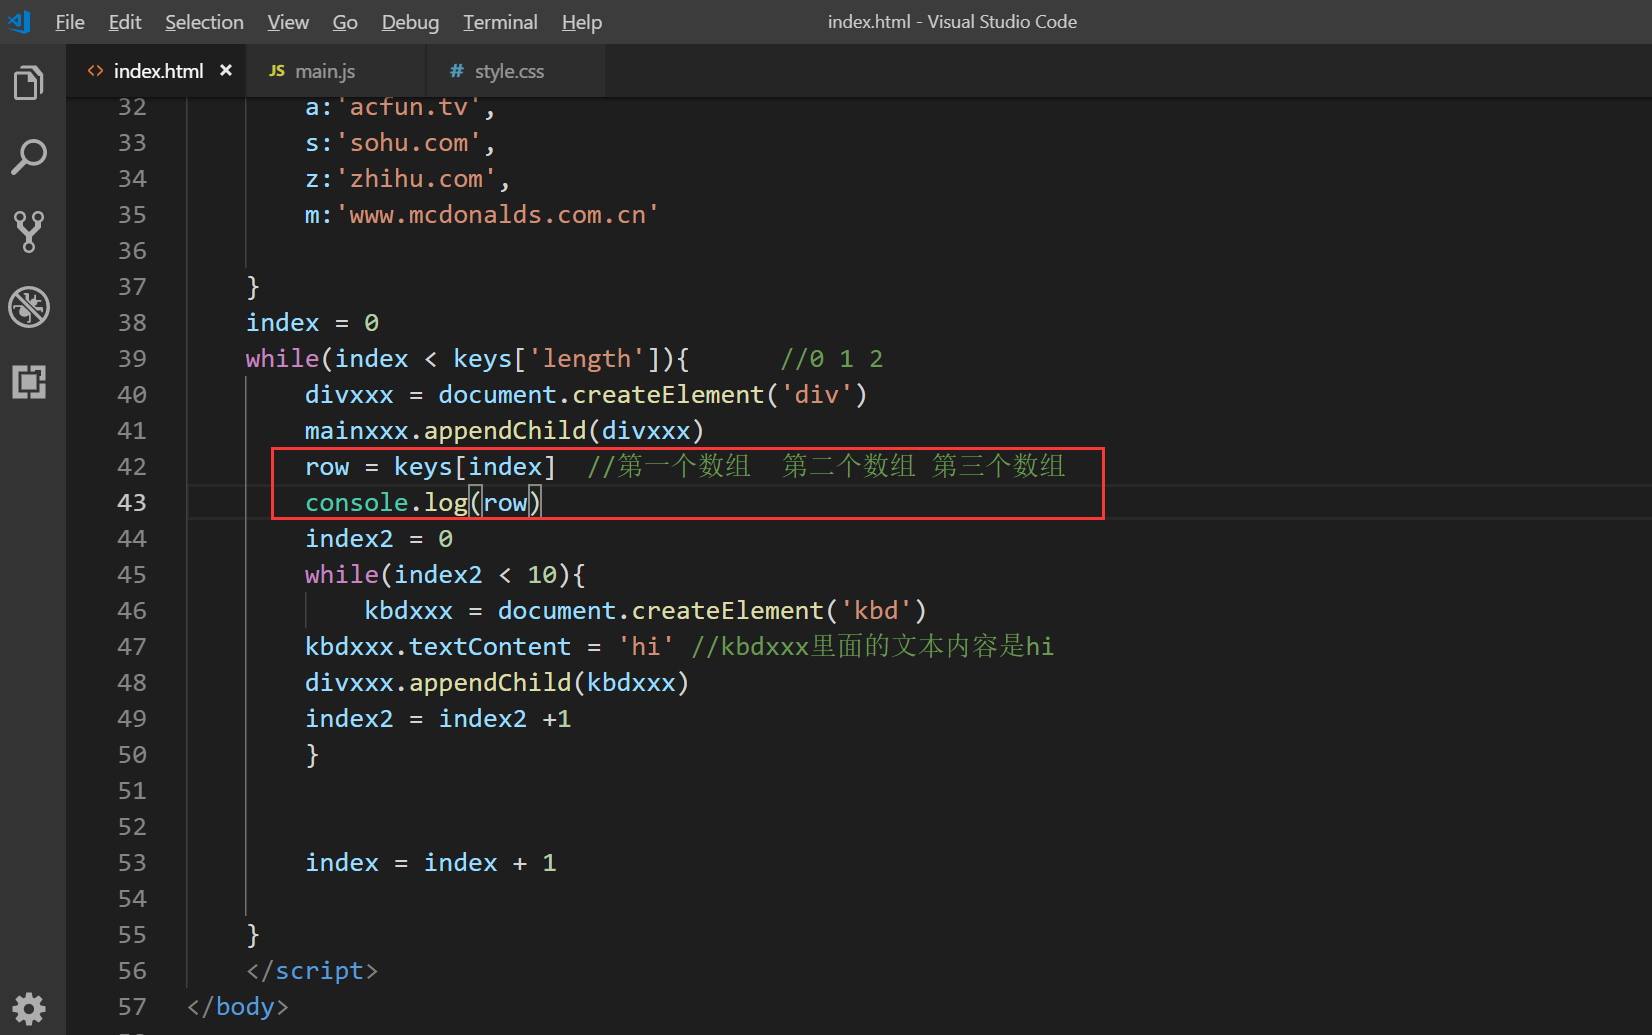 File Edit Selection View Go Debug Terminal Help index.html - Visual Studio Code
<> index.html × JS main.js # style.css
32 a:'acfun.tv',
33 s:'sohu.com',
34 z:'zhihu.com',
35 m:'www.mcdonalds.com.cn'
36
37 }
38 index = 0
39 while(index < keys['length']){ //0 1 2
40 divxxx = document.createElement('div')
41 mainxxx.appendChild(divxxx)
42 row = keys[index] //第一个数组 第二个数组 第三个数组
43 console.log(row)
44 index2 = 0
45 while(index2 < 10){
46 kbdxxx = document.createElement('kbd')
47 kbdxxx.textContent = 'hi' //kbdxxx里面的文本内容是hi
48 divxxx.appendChild(kbdxxx)
49 index2 = index2 +1
50 }
51
52
53 index = index + 1
54
55 }
56 </script>
57 </body>